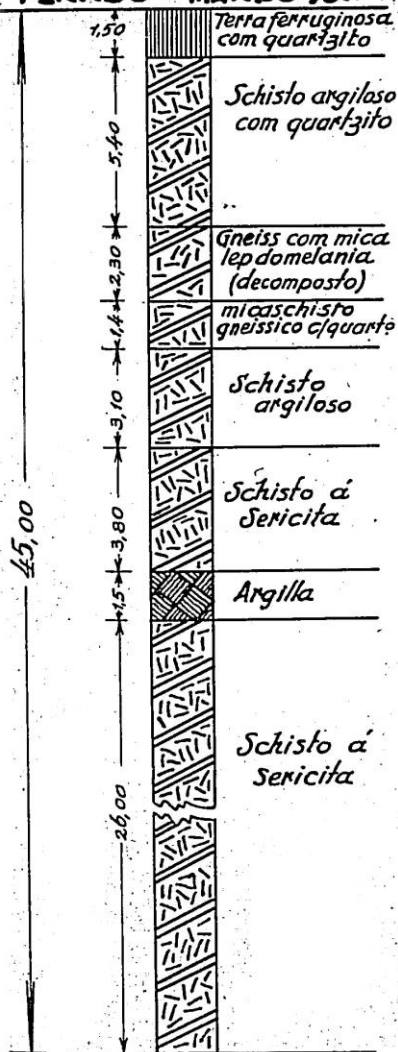 1,50
Terra ferruginosa
com quartzito
5,40
Schisto argiloso
com quartzito
2,30
Gneiss com mica
lepdomelania
(decomposto)
1,4
micaschisto
gneissico c/quartº
3,10
Schisto
argiloso
3,80
Schisto á
Sericita
45,00
1,5
Argilla
26,00
Schisto á
Sericita